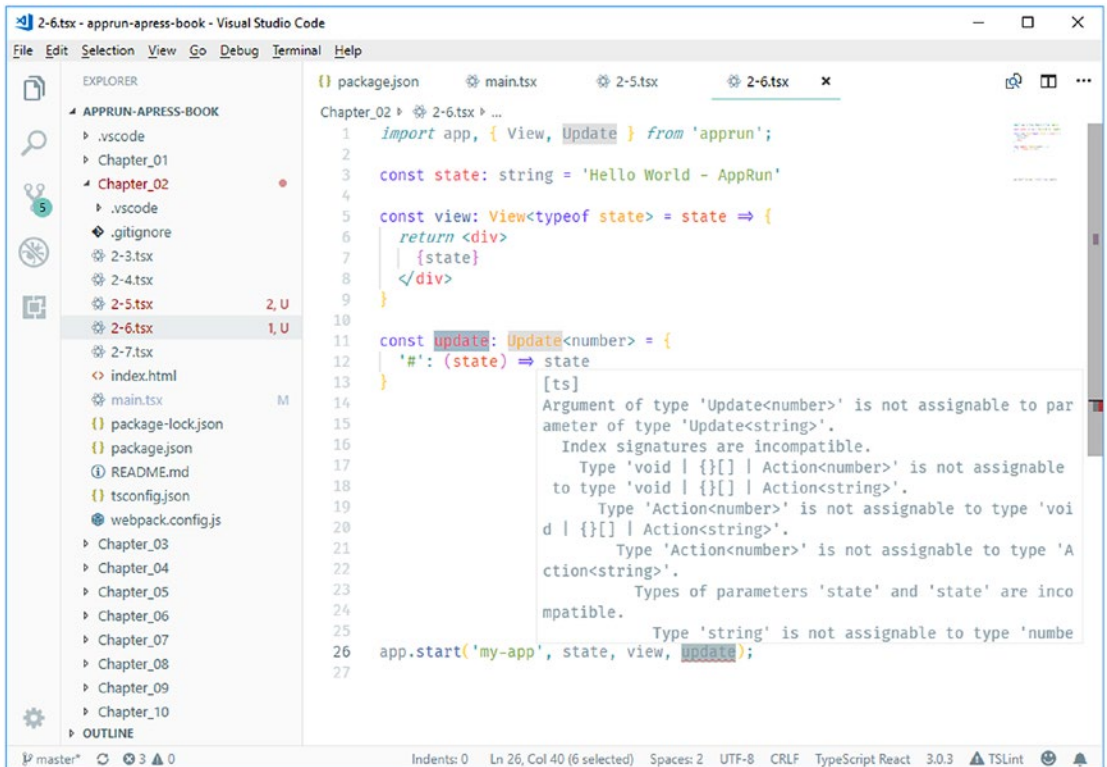 2-6.tsx - apprun-apress-book - Visual Studio Code
File Edit Selection View Go Debug Terminal Help
EXPLORER
APPRUN-APRESS-BOOK
.vscode
Chapter_01
Chapter_02
.vscode
.gitignore
2-3.tsx
2-4.tsx
2-5.tsx 2, U
2-6.tsx 1, U
2-7.tsx
index.html
main.tsx M
package-lock.json
package.json
README.md
tsconfig.json
webpack.config.js
Chapter_03
Chapter_04
Chapter_05
Chapter_06
Chapter_07
Chapter_08
Chapter_09
Chapter_10
OUTLINE
5
{} package.json main.tsx 2-5.tsx 2-6.tsx ×
Chapter_02 2-6.tsx ...
1 import app, { View, Update } from 'apprun';
2
3 const state: string = 'Hello World - AppRun'
4
5 const view: View<typeof state> = state ⇒ {
6 return <div>
7 {state}
8 </div>
9 }
10
11 const update: Update<number> = {
12 '#': (state) ⇒ state
13 }
14
15
16
17
18
19
20
21
22
23
24
25
[ts]
Argument of type 'Update<number>' is not assignable to par
ameter of type 'Update<string>'.
Index signatures are incompatible.
Type 'void | {}[] | Action<number>' is not assignable
to type 'void | {}[] | Action<string>'.
Type 'Action<number>' is not assignable to type 'voi
d | {}[] | Action<string>'.
Type 'Action<number>' is not assignable to type 'A
ction<string>'.
Types of parameters 'state' and 'state' are inco
mpatible.
Type 'string' is not assignable to type 'numbe
26 app.start('my-app', state, view, update);
27
master* 3 0 Indents: 0 Ln 26, Col 40 (6 selected) Spaces: 2 UTF-8 CRLF TypeScript React 3.0.3 TSLint